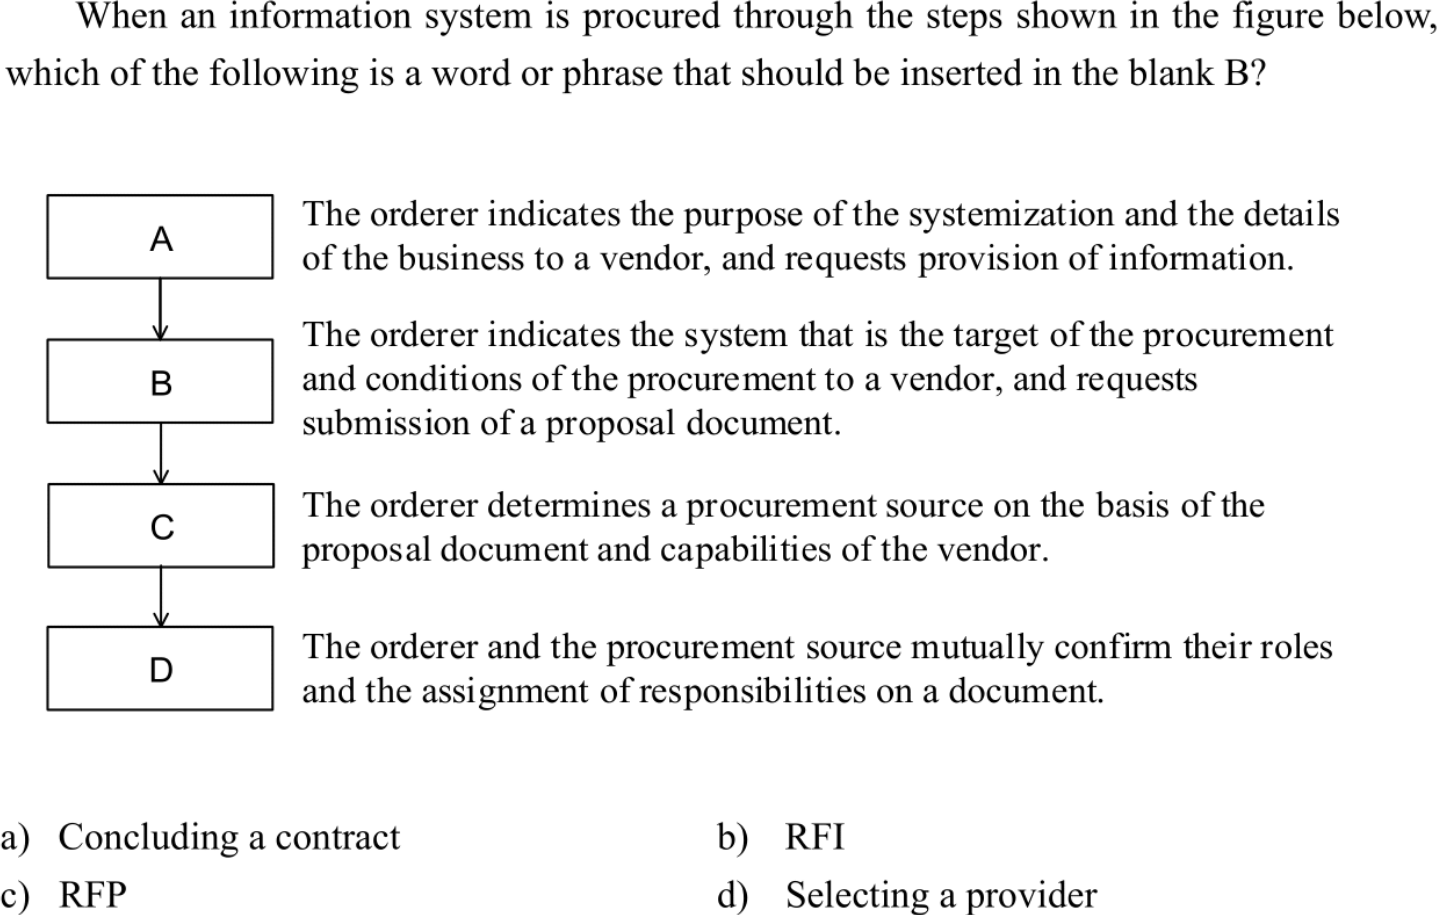 When an information system is procured through the steps shown in the figure below,
which of the following is a word or phrase that should be inserted in the blank B?
A
The orderer indicates the purpose of the systemization and the details
of the business to a vendor, and requests provision of information.
B
The orderer indicates the system that is the target of the procurement
and conditions of the procurement to a vendor, and requests
submission of a proposal document.
C
The orderer determines a procurement source on the basis of the
proposal document and capabilities of the vendor.
D
The orderer and the procurement source mutually confirm their roles
and the assignment of responsibilities on a document.
a) Concluding a contract
b) RFI
c) RFP
d) Selecting a provider